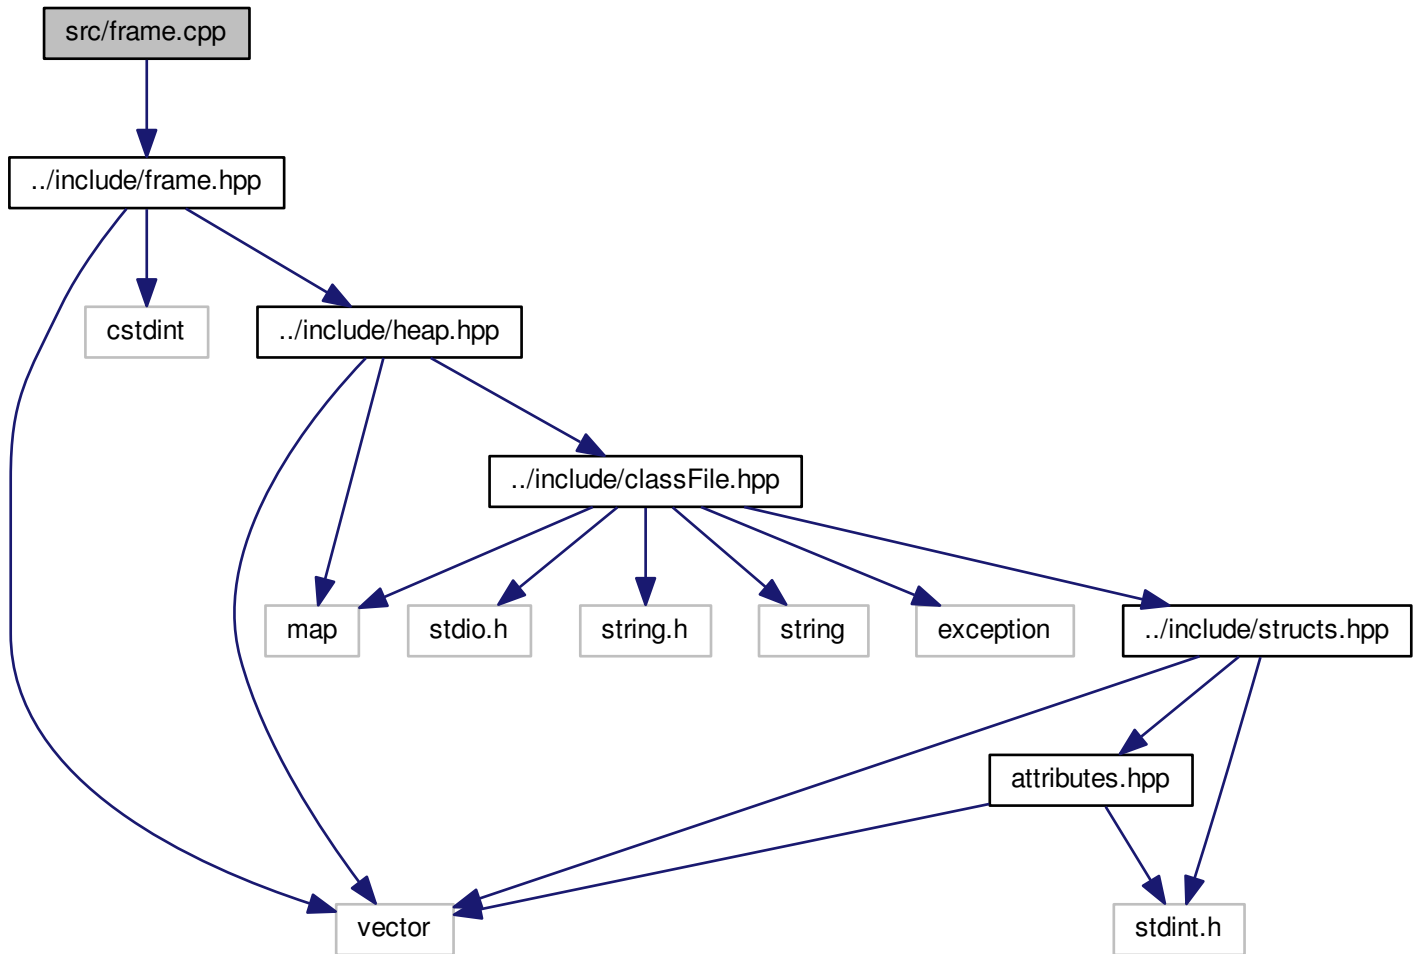 src/frame.cpp
../include/frame.hpp
cstdint
../include/heap.hpp
../include/classFile.hpp
map
stdio.h
string.h
string
exception
../include/structs.hpp
attributes.hpp
vector
stdint.h